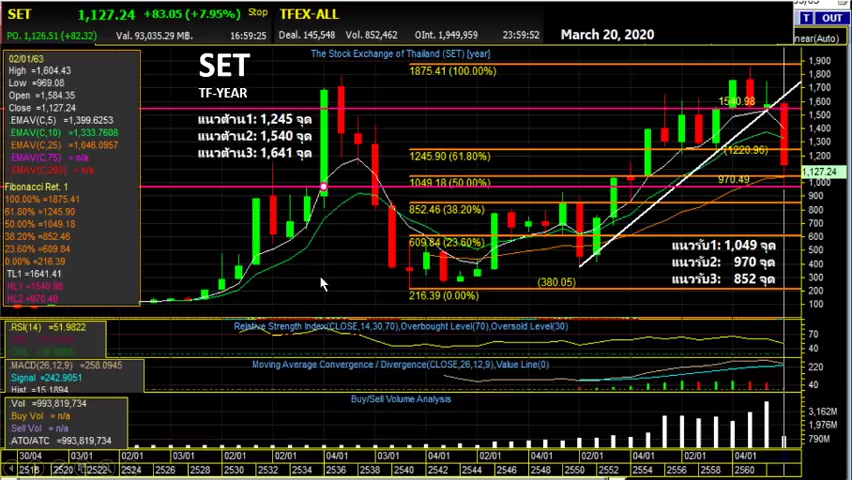 SET 1,127.24 +83.05 (+7.95%) Stop TFEX-ALL
PO. 1,126.51 (+82.32) Val. 93,035.29 MB. 16:59:25 Deal. 145,548 Vol. 852,462 OInt. 1,949,959 23:59:52 March 20, 2020
T OUT
near(Auto)
The Stock Exchange of Thailand (SET) [year]
02/01/63
High =1,604.43
Low =969.08
Open =1,584.35
Close =1,127.24
EMAV(C,5) =1,399.6253
EMAV(C,10) =1,333.7608
EMAV(C,25) =1,046.0957
EMAV(C,75) = n/a
EMAV(C,200) = n/a
Fibonacci Ret. 1
100.00% =1875.41
61.80% =1245.90
50.00% =1049.18
38.20% =852.46
23.60% =609.84
0.00% =216.39
TL1 =1641.41
HL1 =1540.98
HL2 =970.49
SET
TF-YEAR
แนวต้าน1: 1,245 จุด
แนวต้าน2: 1,540 จุด
แนวต้าน3: 1,641 จุด
1875.41 (100.00%)
1540.98
1245.90 (61.80%)
(1220.96)
1049.18 (50.00%)
970.49
852.46 (38.20%)
609.84 (23.60%)
(380.05)
216.39 (0.00%)
แนวรับ1: 1,049 จุด
แนวรับ2: 970 จุด
แนวรับ3: 852 จุด
1,900
1,800
1,700
1,600
1,500
1,400
1,300
1,200
1,127.24
1,000
900
800
700
600
500
400
300
200
100
RSI(14) =51.9822
Relative Strength Index(CLOSE,14,30,70),Overbought Level(70),Oversold Level(30)
70
40
MACD(26,12,9) =258.0945
Signal =242.9051
Hist =15.1894
Moving Average Convergence / Divergence(CLOSE,26,12,9),Value Line(0)
220
40
Vol =993,819,734
Buy Vol = n/a
Sell Vol = n/a
ATO/ATC =993,819,734
Buy/Sell Volume Analysis
3,162M
1,976M
790M
30/04 03/01 02/01 02/01 02/01 04/01 02/01 02/01 04/01 02/01 02/01 04/01
2518 2520 2522 2524 2526 2528 2530 2532 2534 2536 2538 2540 2542 2544 2546 2548 2550 2552 2554 2556 2558 2560